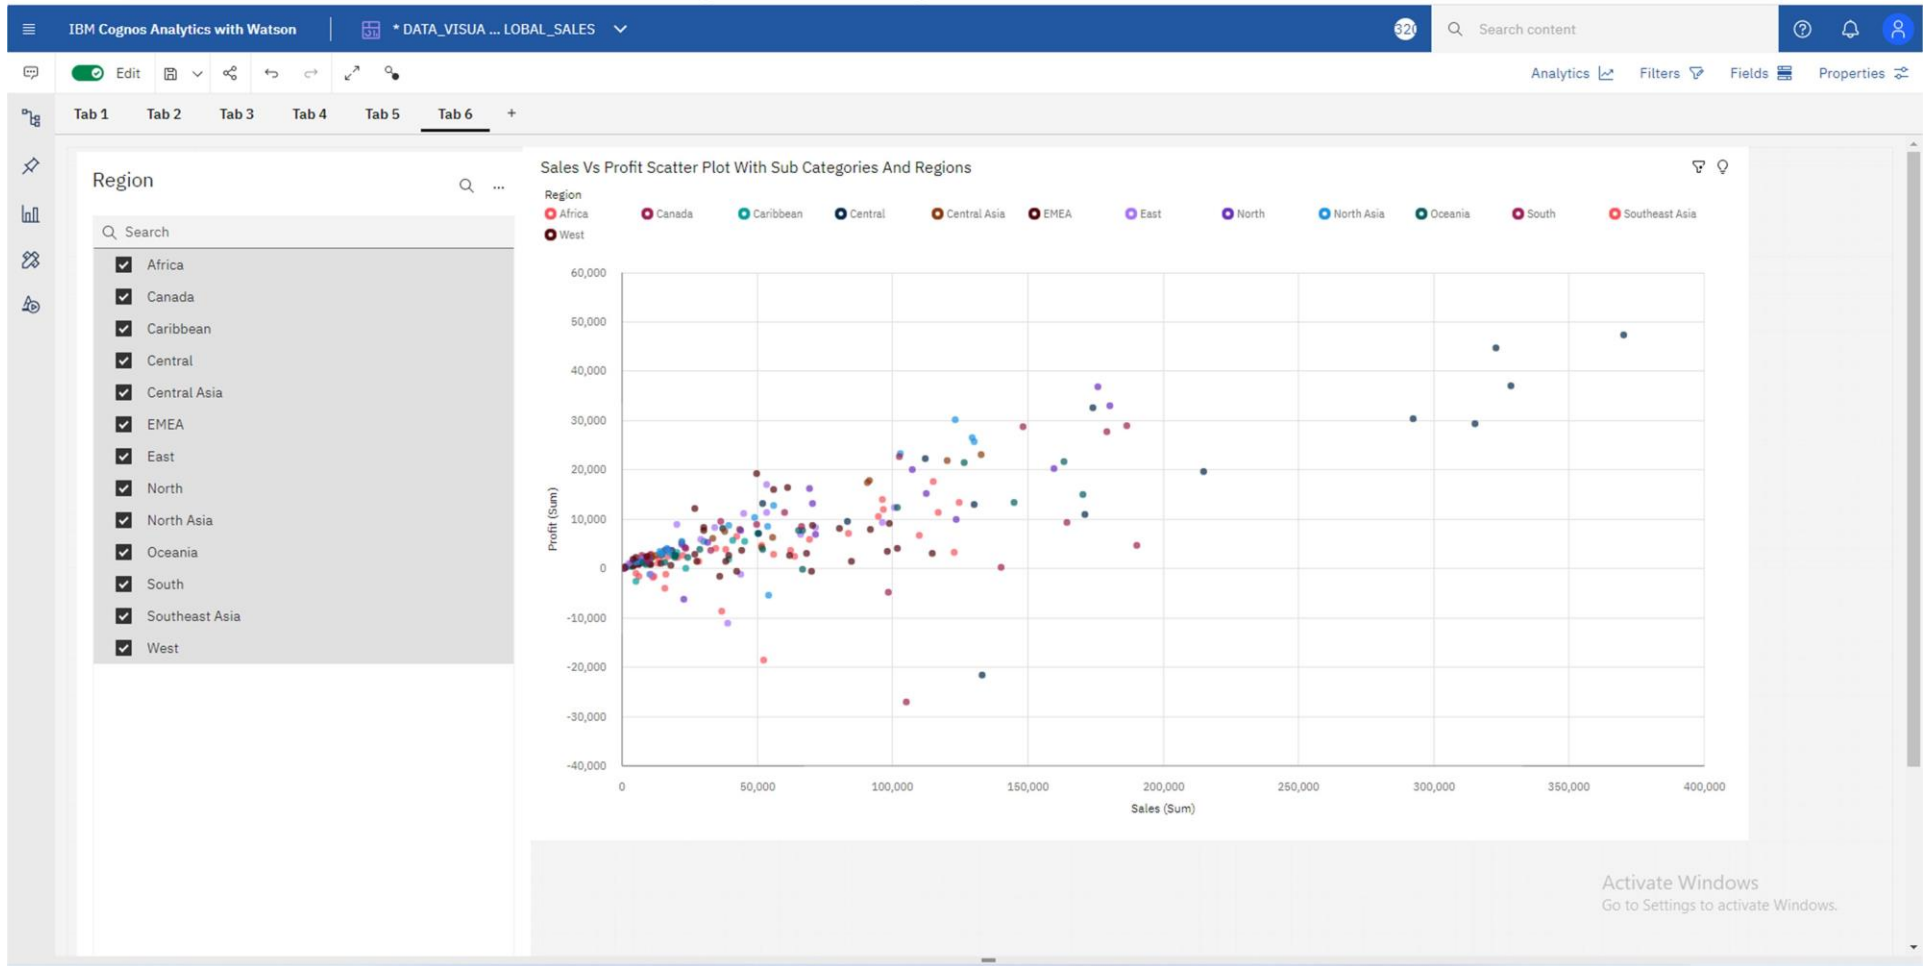 IBM Cognos Analytics with Watson
* DATA_VISUA ... LOBAL_SALES
Search content
Edit
Analytics
Filters
Fields
Properties
Tab 1 Tab 2 Tab 3 Tab 4 Tab 5 Tab 6 +
Region
...
Search
Africa
Canada
Caribbean
Central
Central Asia
EMEA
East
North
North Asia
Oceania
South
Southeast Asia
West
Sales Vs Profit Scatter Plot With Sub Categories And Regions
Region
Africa Canada Caribbean Central Central Asia EMEA East North North Asia Oceania South Southeast Asia
West
60,000
50,000
40,000
30,000
20,000
10,000
0
-10,000
-20,000
-30,000
-40,000
Profit (Sum)
0 50,000 100,000 150,000 200,000 250,000 300,000 350,000 400,000
Sales (Sum)
Activate Windows
Go to Settings to activate Windows.